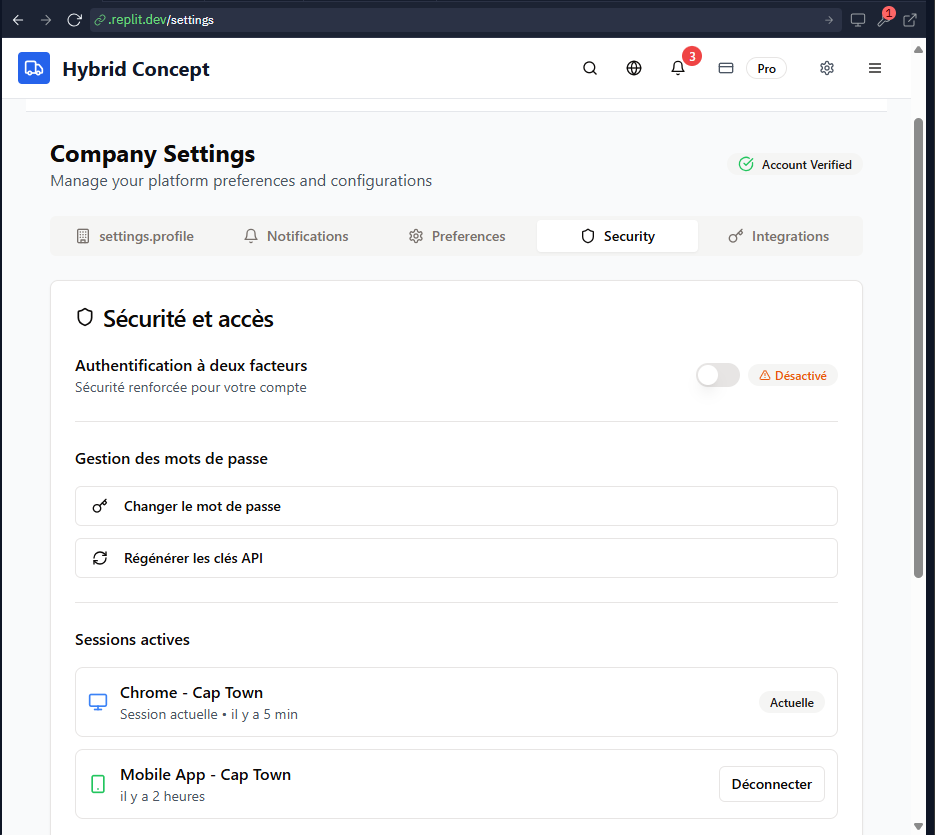 .replit.dev/settings
1
Hybrid Concept
3
Pro
Company Settings
Manage your platform preferences and configurations
Account Verified
settings.profile
Notifications
Preferences
Security
Integrations
Sécurité et accès
Authentification à deux facteurs
Sécurité renforcée pour votre compte
Désactivé
Gestion des mots de passe
Changer le mot de passe
Régénérer les clés API
Sessions actives
Chrome - Cap Town
Session actuelle • il y a 5 min
Actuelle
Mobile App - Cap Town
il y a 2 heures
Déconnecter